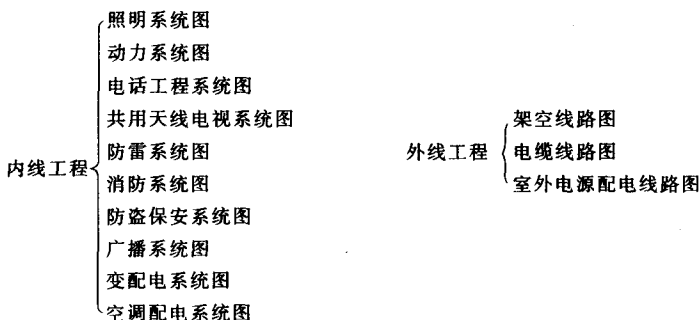 内线工程
照明系统图
动力系统图
电话工程系统图
共用天线电视系统图
防雷系统图
消防系统图
防盗保安系统图
广播系统图
变配电系统图
空调配电系统图
外线工程
架空线路图
电缆线路图
室外电源配电线路图